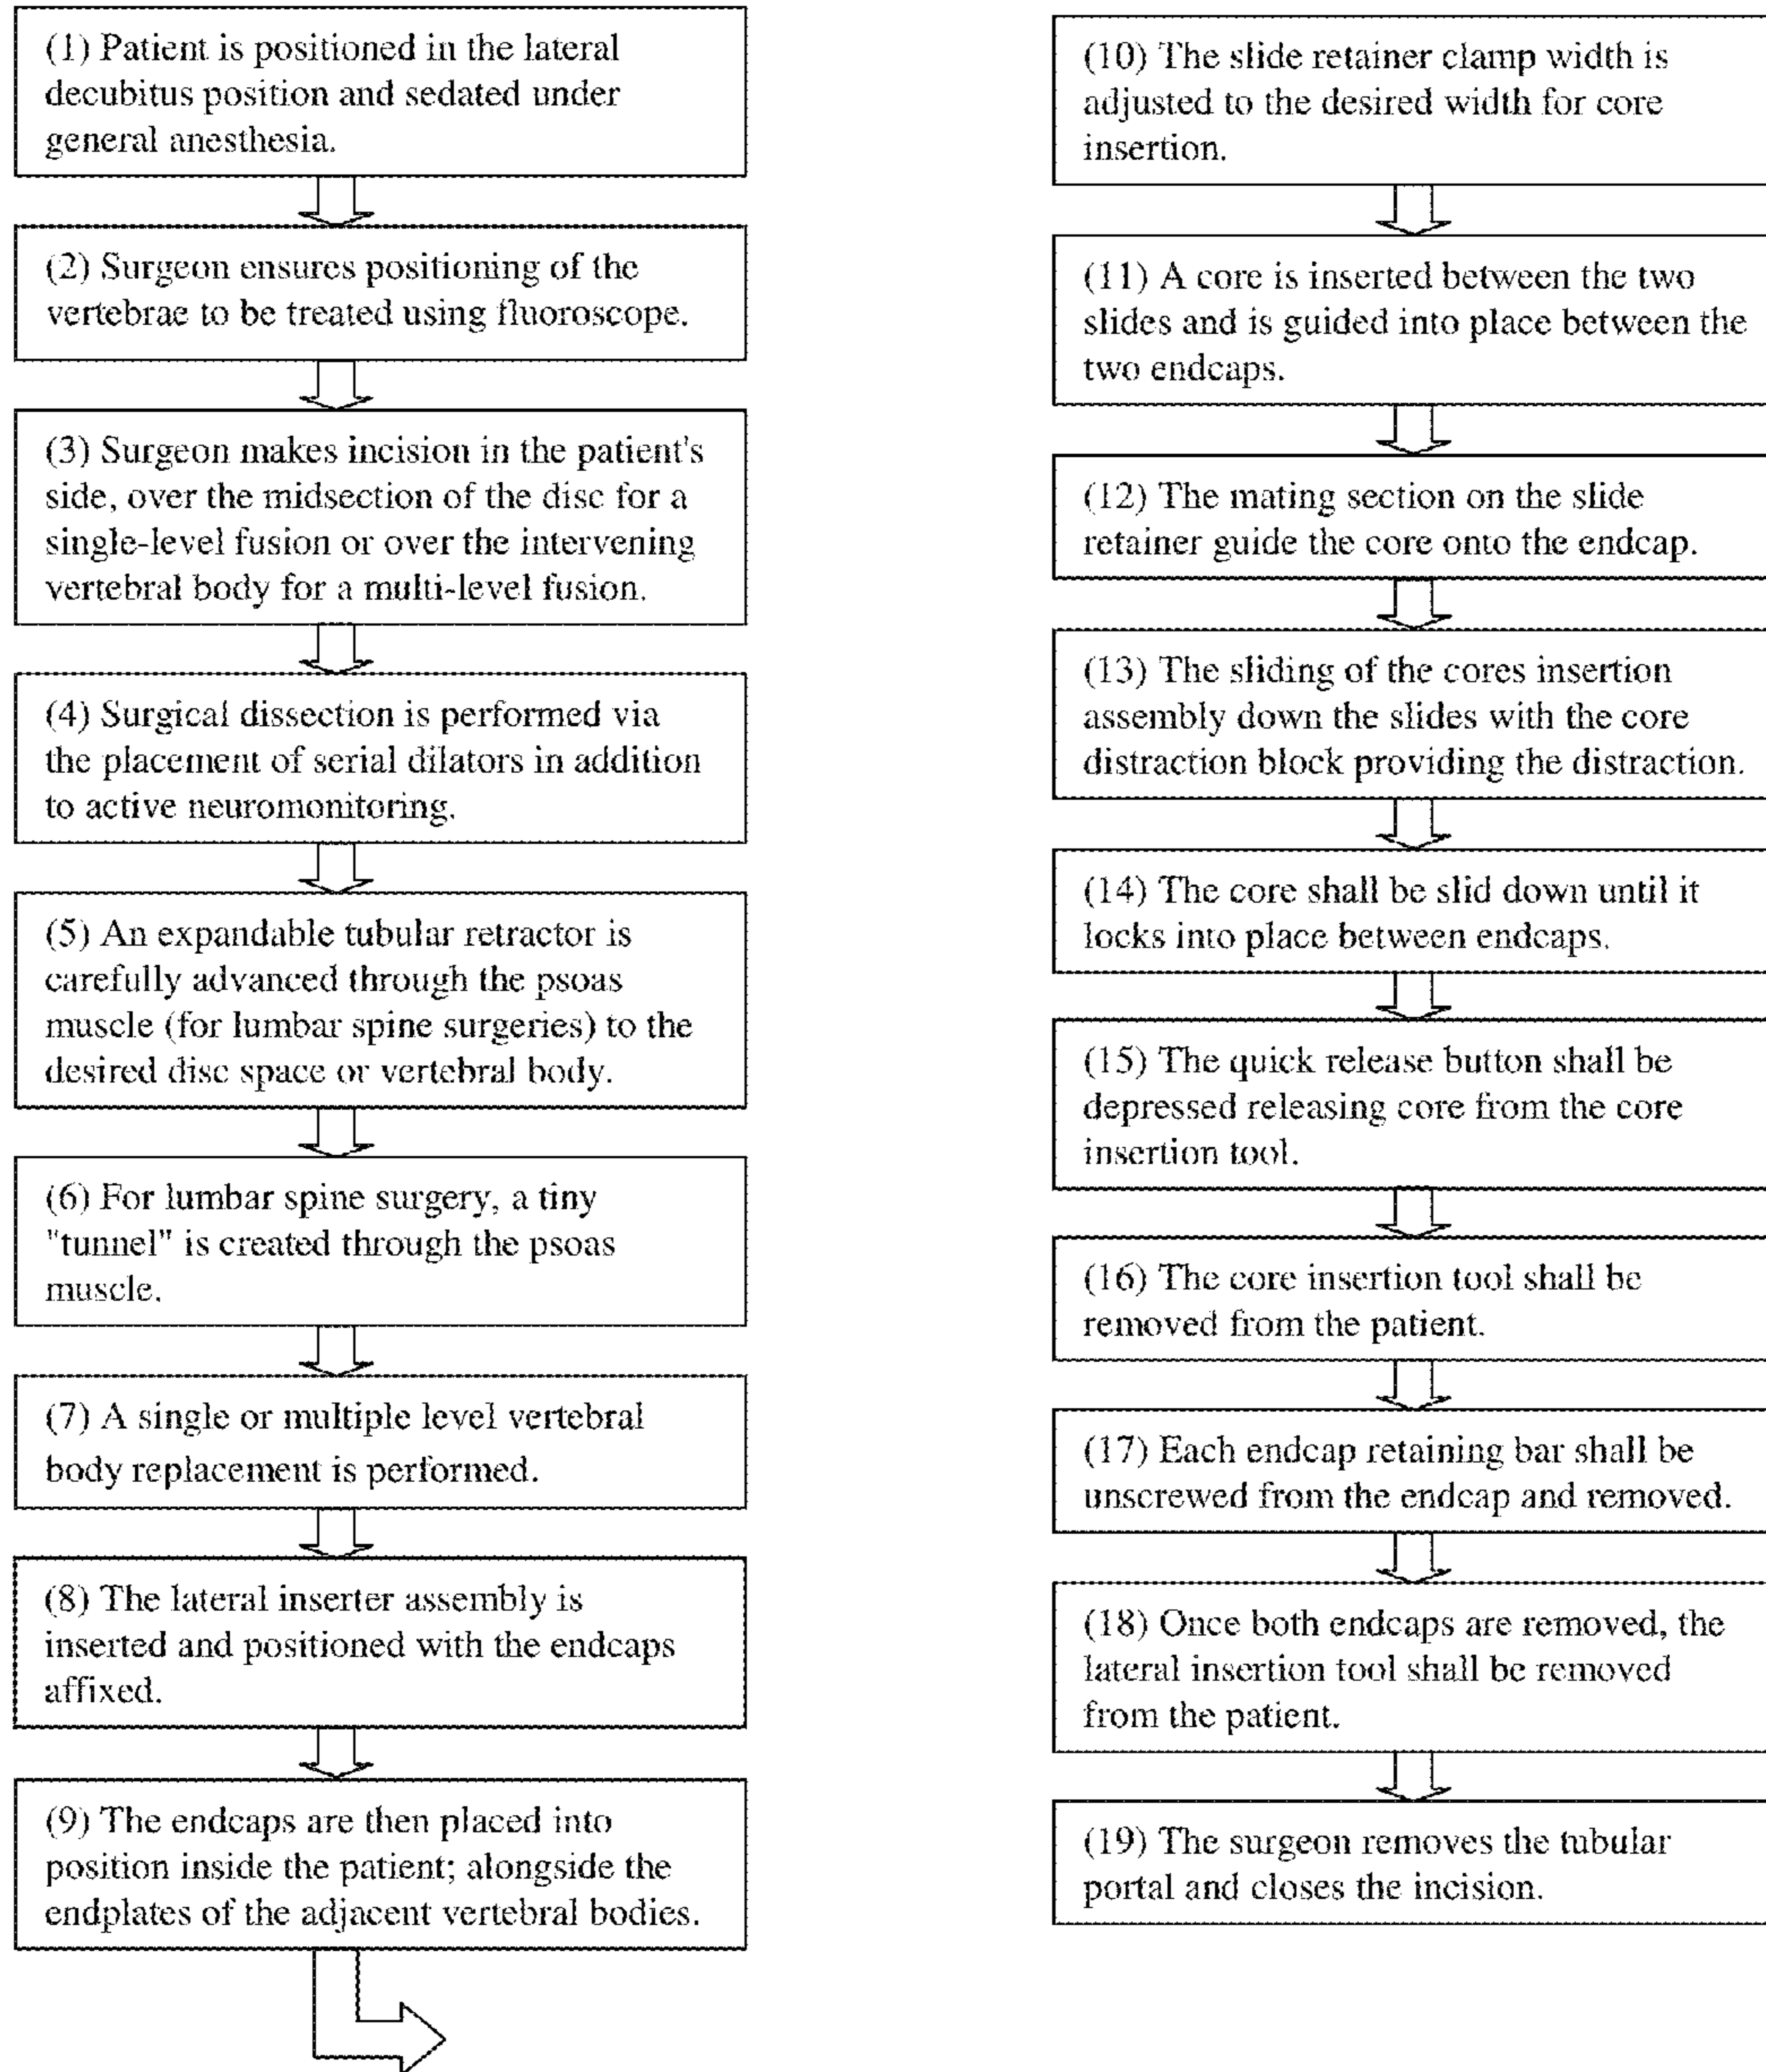 (1) Patient is positioned in the lateral
decubitus position and sedated under
general anesthesia.
(2) Surgeon ensures positioning of the
vertebrae to be treated using fluoroscope.
(3) Surgeon makes incision in the patient's
side, over the midsection of the disc for a
single-level fusion or over the intervening
vertebral body for a multi-level fusion.
(4) Surgical dissection is performed via
the placement of serial dilators in addition
to active neuromonitoring.
(5) An expandable tubular retractor is
carefully advanced through the psoas
muscle (for lumbar spine surgeries) to the
desired disc space or vertebral body.
(6) For lumbar spine surgery, a tiny
"tunnel" is created through the psoas
muscle.
(7) A single or multiple level vertebral
body replacement is performed.
(8) The lateral inserter assembly is
inserted and positioned with the endcaps
affixed.
(9) The endcaps are then placed into
position inside the patient; alongside the
endplates of the adjacent vertebral bodies.
(10) The slide retainer clamp width is
adjusted to the desired width for core
insertion.
(11) A core is inserted between the two
slides and is guided into place between the
two endcaps.
(12) The mating section on the slide
retainer guide the core onto the endcap.
(13) The sliding of the cores insertion
assembly down the slides with the core
distraction block providing the distraction.
(14) The core shall be slid down until it
locks into place between endcaps.
(15) The quick release button shall be
depressed releasing core from the core
insertion tool.
(16) The core insertion tool shall be
removed from the patient.
(17) Each endcap retaining bar shall be
unscrewed from the endcap and removed.
(18) Once both endcaps are removed, the
lateral insertion tool shall be removed
from the patient.
(19) The surgeon removes the tubular
portal and closes the incision.